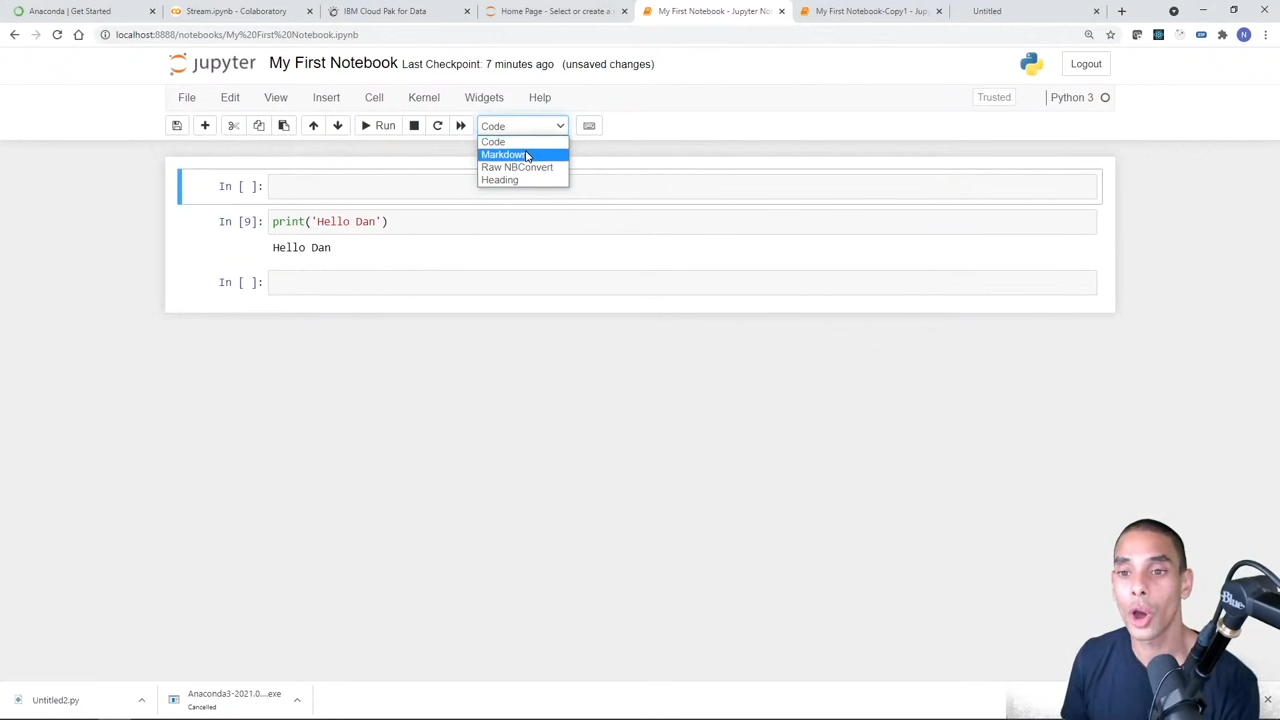 Anaconda | Get Started
Stream.ipynb - Colaboratory
IBM Cloud Pak for Data
Home Page - Select or create a
My First Notebook - Jupyter No
My First Notebook-Copy1 - Jup
Untitled
localhost:8888/notebooks/My%20First%20Notebook.ipynb
jupyter My First Notebook Last Checkpoint: 7 minutes ago (unsaved changes)
Logout
File Edit View Insert Cell Kernel Widgets Help
Trusted
Python 3
Run
Code
Code
Markdown
Raw NBConvert
Heading
In [ ]:
In [9]: print('Hello Dan')
Hello Dan
In [ ]:
Blue
Untitled2.py
Anaconda3-2021.0....exe
Cancelled